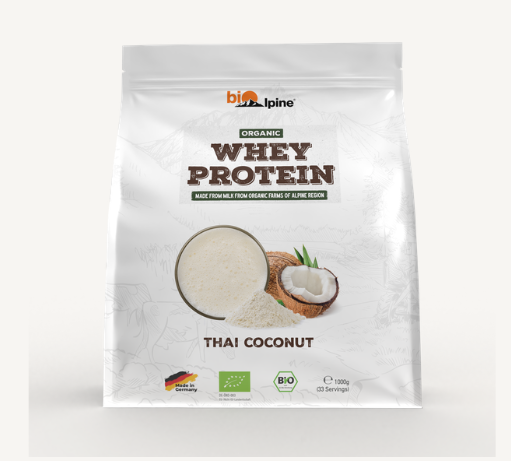 biOlpine®
ORGANIC
WHEY
PROTEIN
MADE FROM MILK FROM ORGANIC FARMS OF ALPINE REGION
THAI COCONUT
Made in
Germany
BIO
℮ 1000g
(33 Servings)